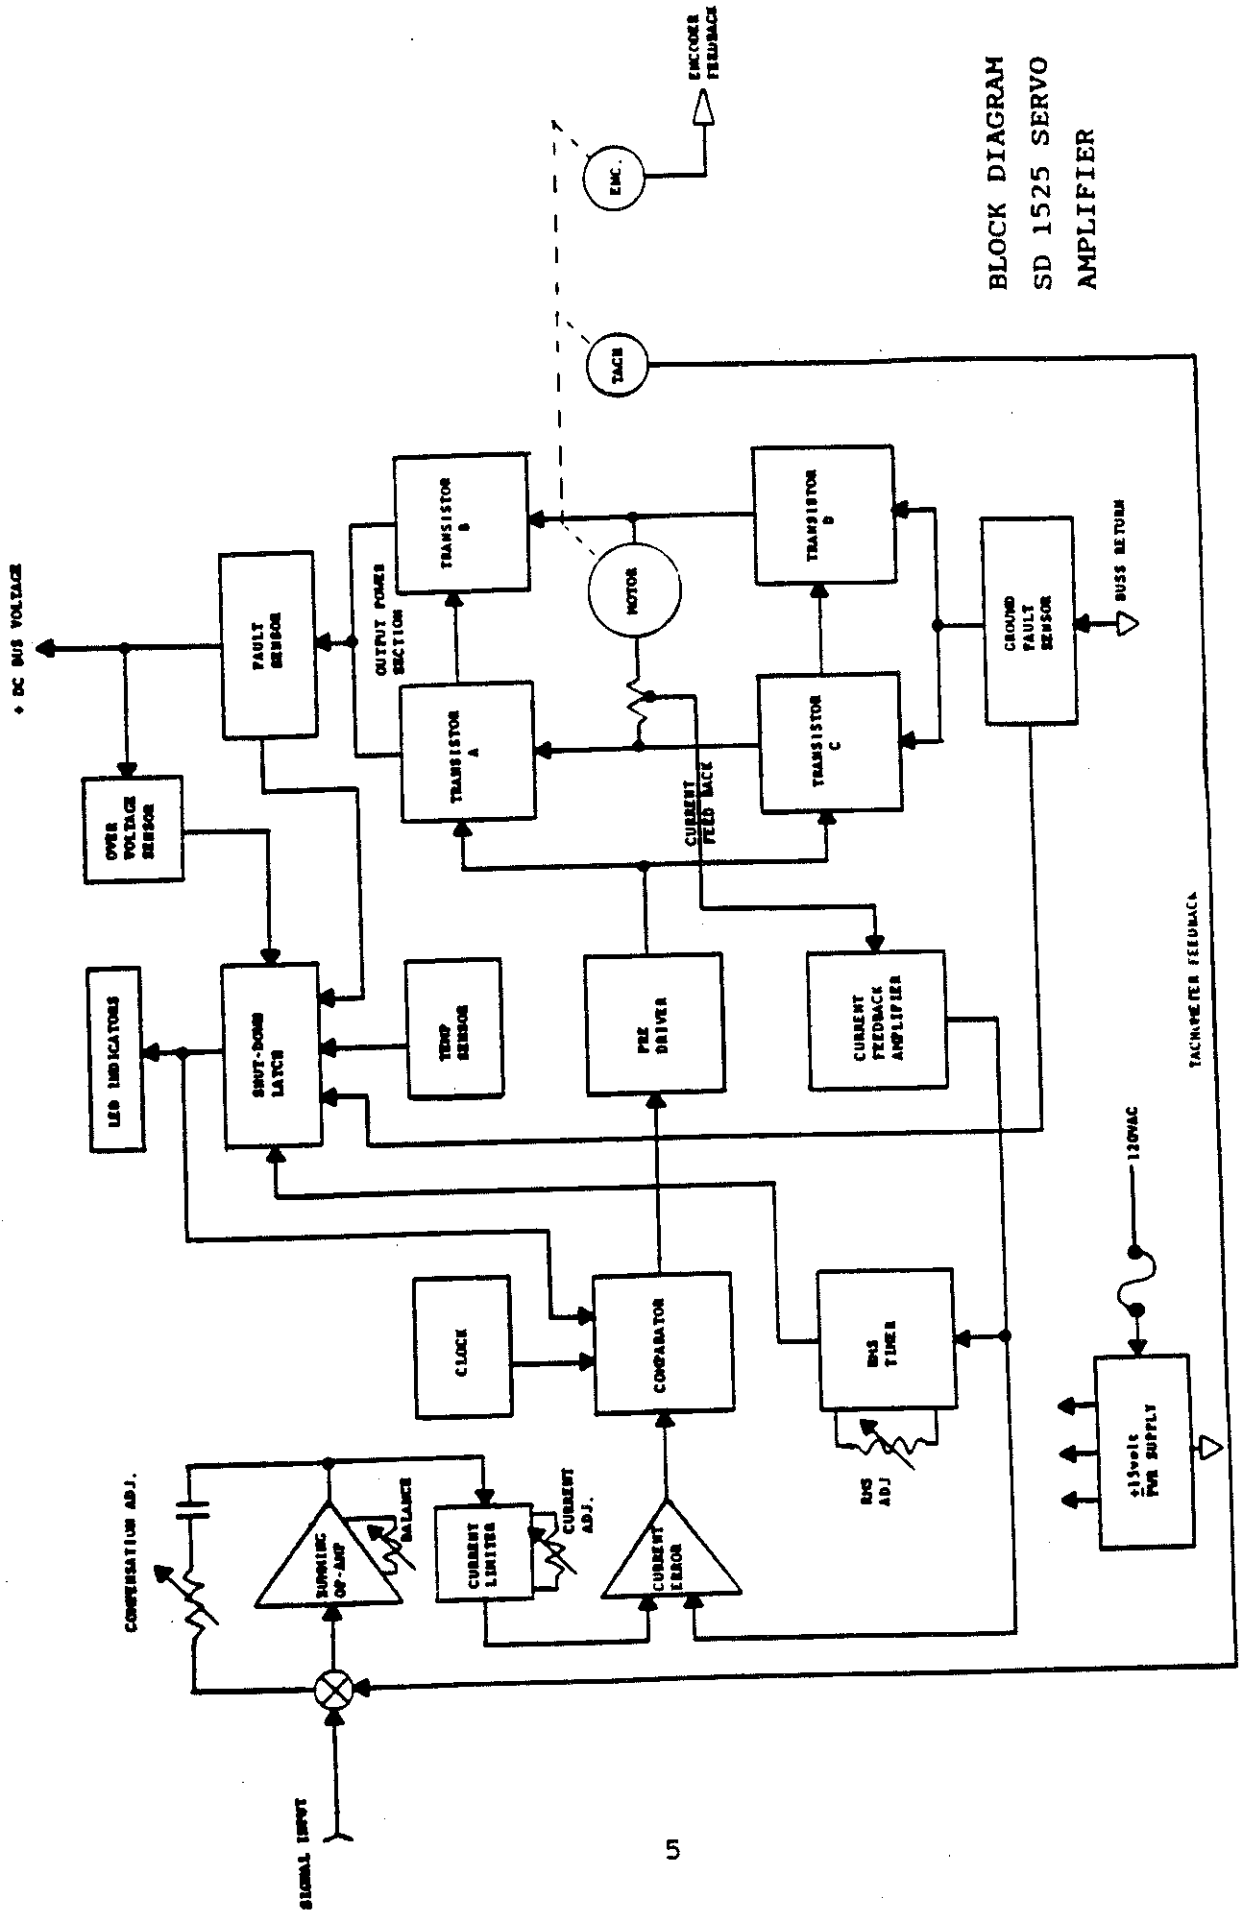 + DC BUS VOLTAGE
LED INDICATORS
OVER
VOLTAGE
SENSOR
FAULT
SENSOR
SHUT-DOWN
LATCH
TEMP
SENSOR
OUTPUT POWER
SECTION
COMPENSATION ADJ.
SUMMING
OP-AMP
BALANCE
SIGNAL INPUT
CURRENT
LIMITER
CURRENT
ADJ.
CLOCK
COMPARATOR
CURRENT
ERROR
PRE
DRIVER
TRANSISTOR
A
TRANSISTOR
B
MOTOR
CURRENT
FEED BACK
TRANSISTOR
C
TRANSISTOR
D
TACH
ENC.
ENCODER
FEEDBACK
RMS
TIMER
RMS
ADJ
CURRENT
FEEDBACK
AMPLIFIER
GROUND
FAULT
SENSOR
BUSS RETURN
±15volt
PWR SUPPLY
120VAC
TACHOMETER FEEDBACK
BLOCK DIAGRAM
SD 1525 SERVO
AMPLIFIER
5